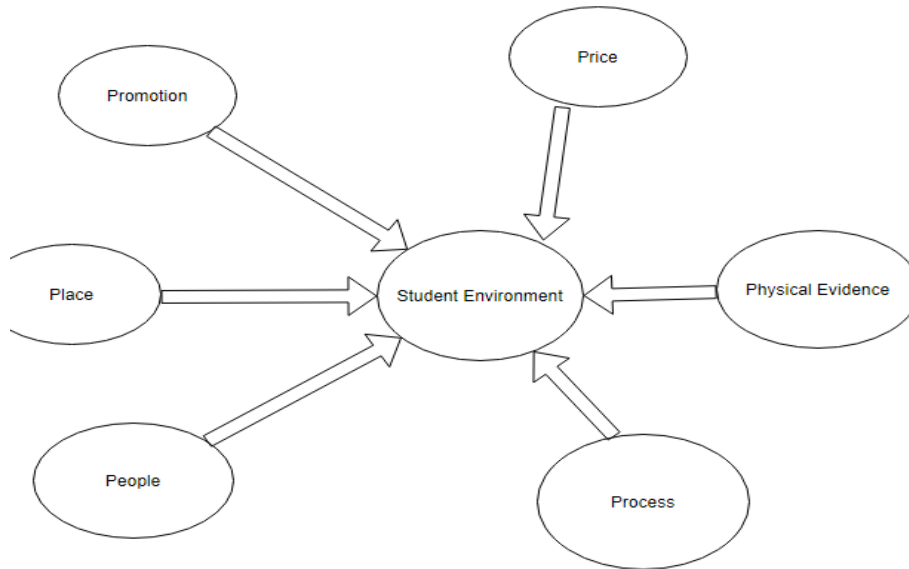 Price
Promotion
Place
Student Environment
Physical Evidence
People
Process